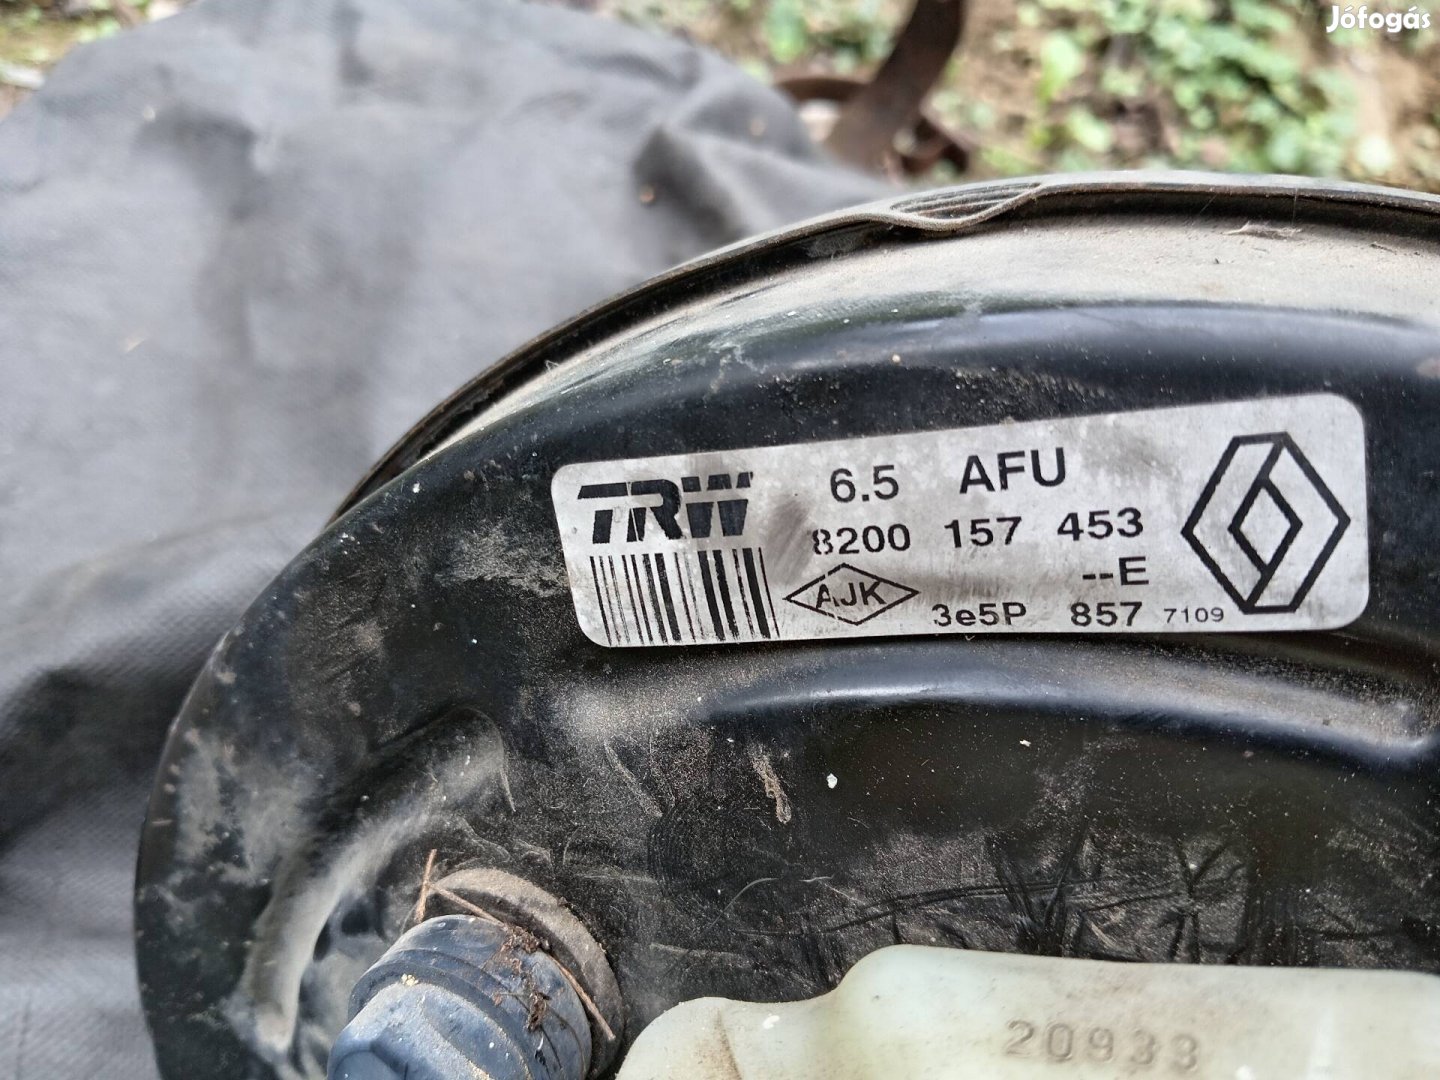 Jófogás
TRW 6.5 AFU
8200 157 453
--E
AJK
3e5P 857 7109
20933